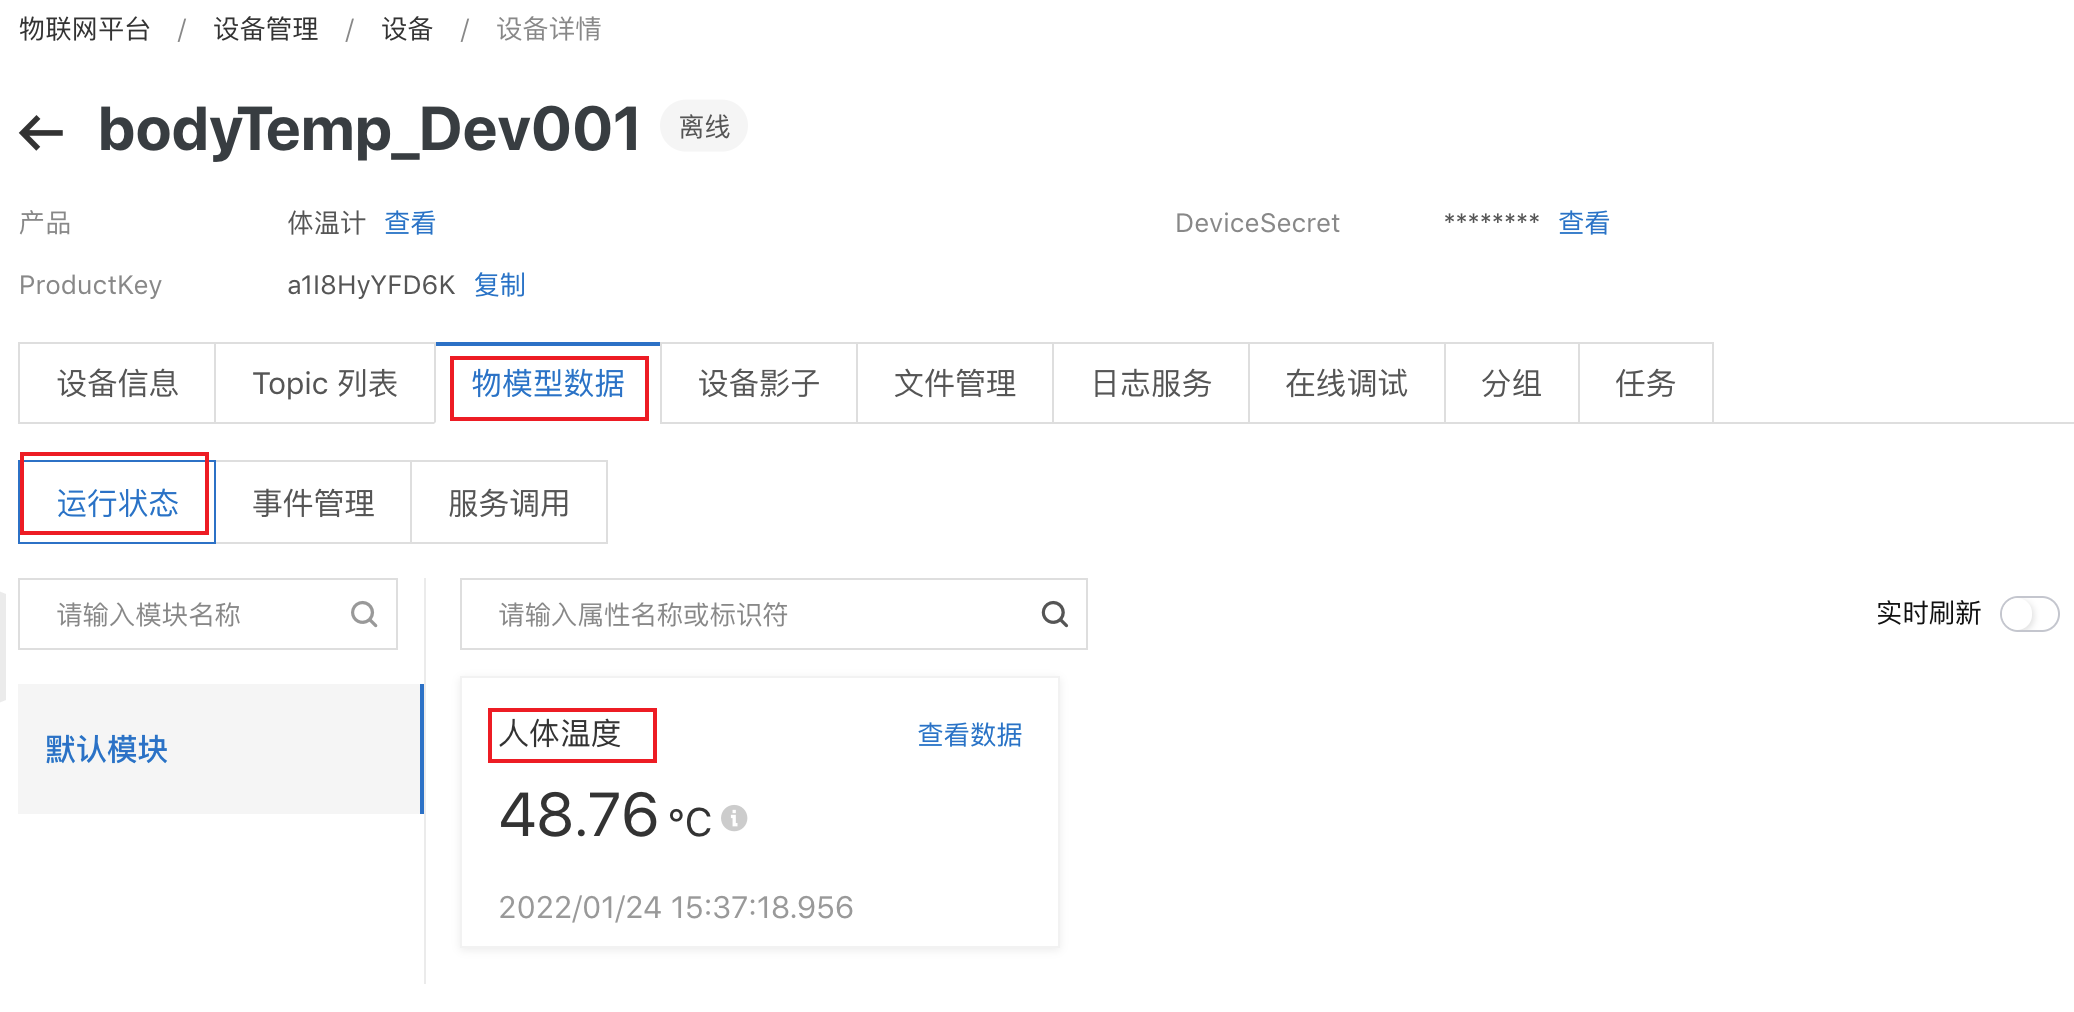 物联网平台 / 设备管理 / 设备 / 设备详情
bodyTemp_Dev001 离线
产品 体温计 查看 DeviceSecret ******** 查看
ProductKey a1I8HyYFD6K 复制
设备信息 Topic 列表 物模型数据 设备影子 文件管理 日志服务 在线调试 分组 任务
运行状态 事件管理 服务调用
请输入模块名称 请输入属性名称或标识符 实时刷新
默认模块
人体温度 查看数据
48.76 °C
2022/01/24 15:37:18.956